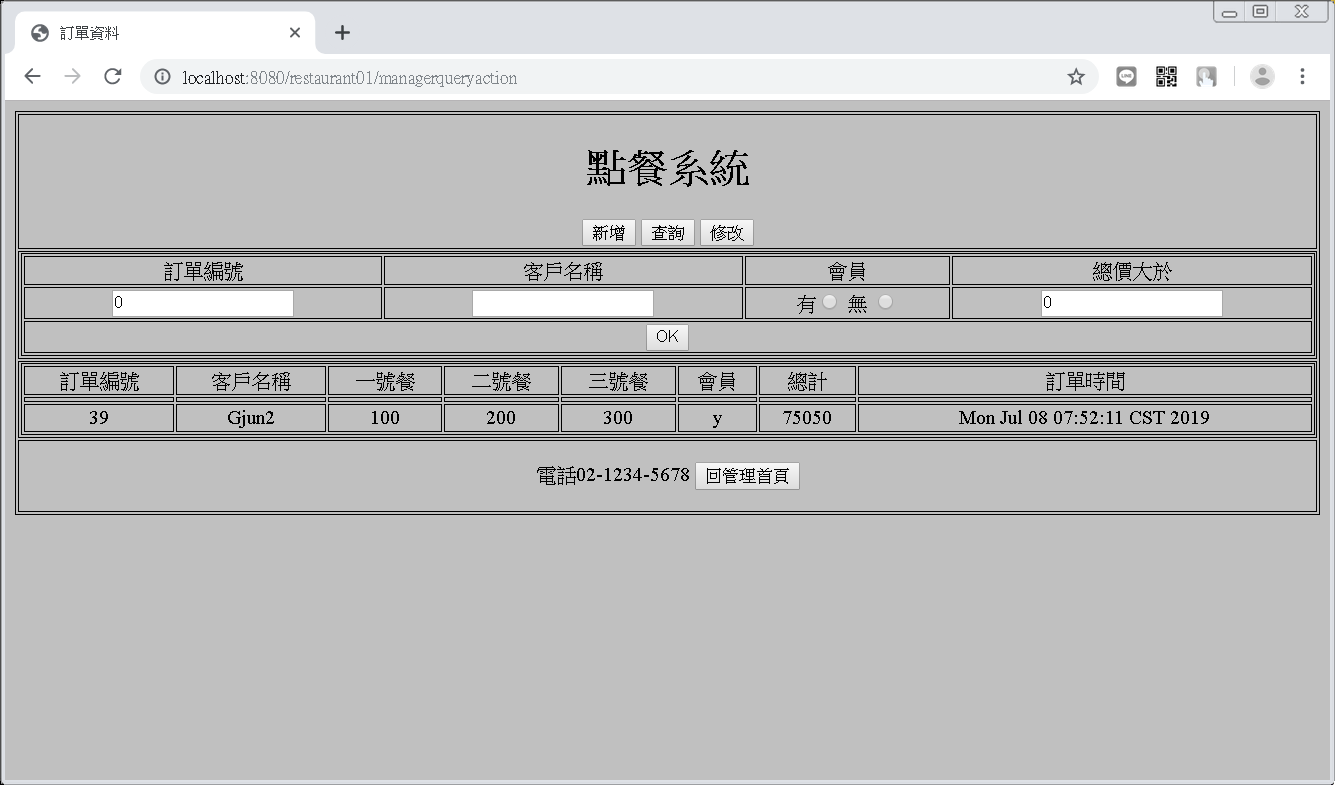 訂單資料
localhost:8080/restaurant01/managerqueryaction
點餐系統
新增 查詢 修改
訂單編號 客戶名稱 會員 總價大於
0 有 無 0
OK
訂單編號 客戶名稱 一號餐 二號餐 三號餐 會員 總計 訂單時間
39 Gjun2 100 200 300 y 75050 Mon Jul 08 07:52:11 CST 2019
電話02-1234-5678 回管理首頁